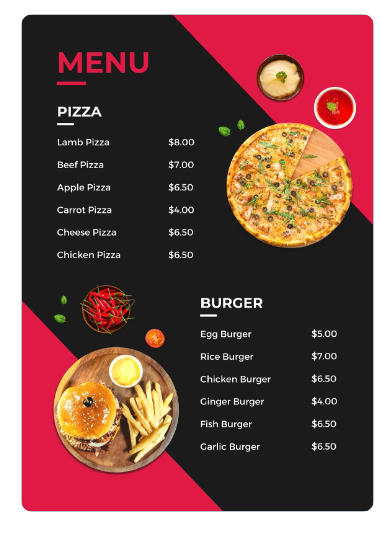 MENU
PIZZA
Lamb Pizza $8.00
Beef Pizza $7.00
Apple Pizza $6.50
Carrot Pizza $4.00
Cheese Pizza $6.50
Chicken Pizza $6.50
BURGER
Egg Burger $5.00
Rice Burger $7.00
Chicken Burger $6.50
Ginger Burger $4.00
Fish Burger $6.50
Garlic Burger $6.50